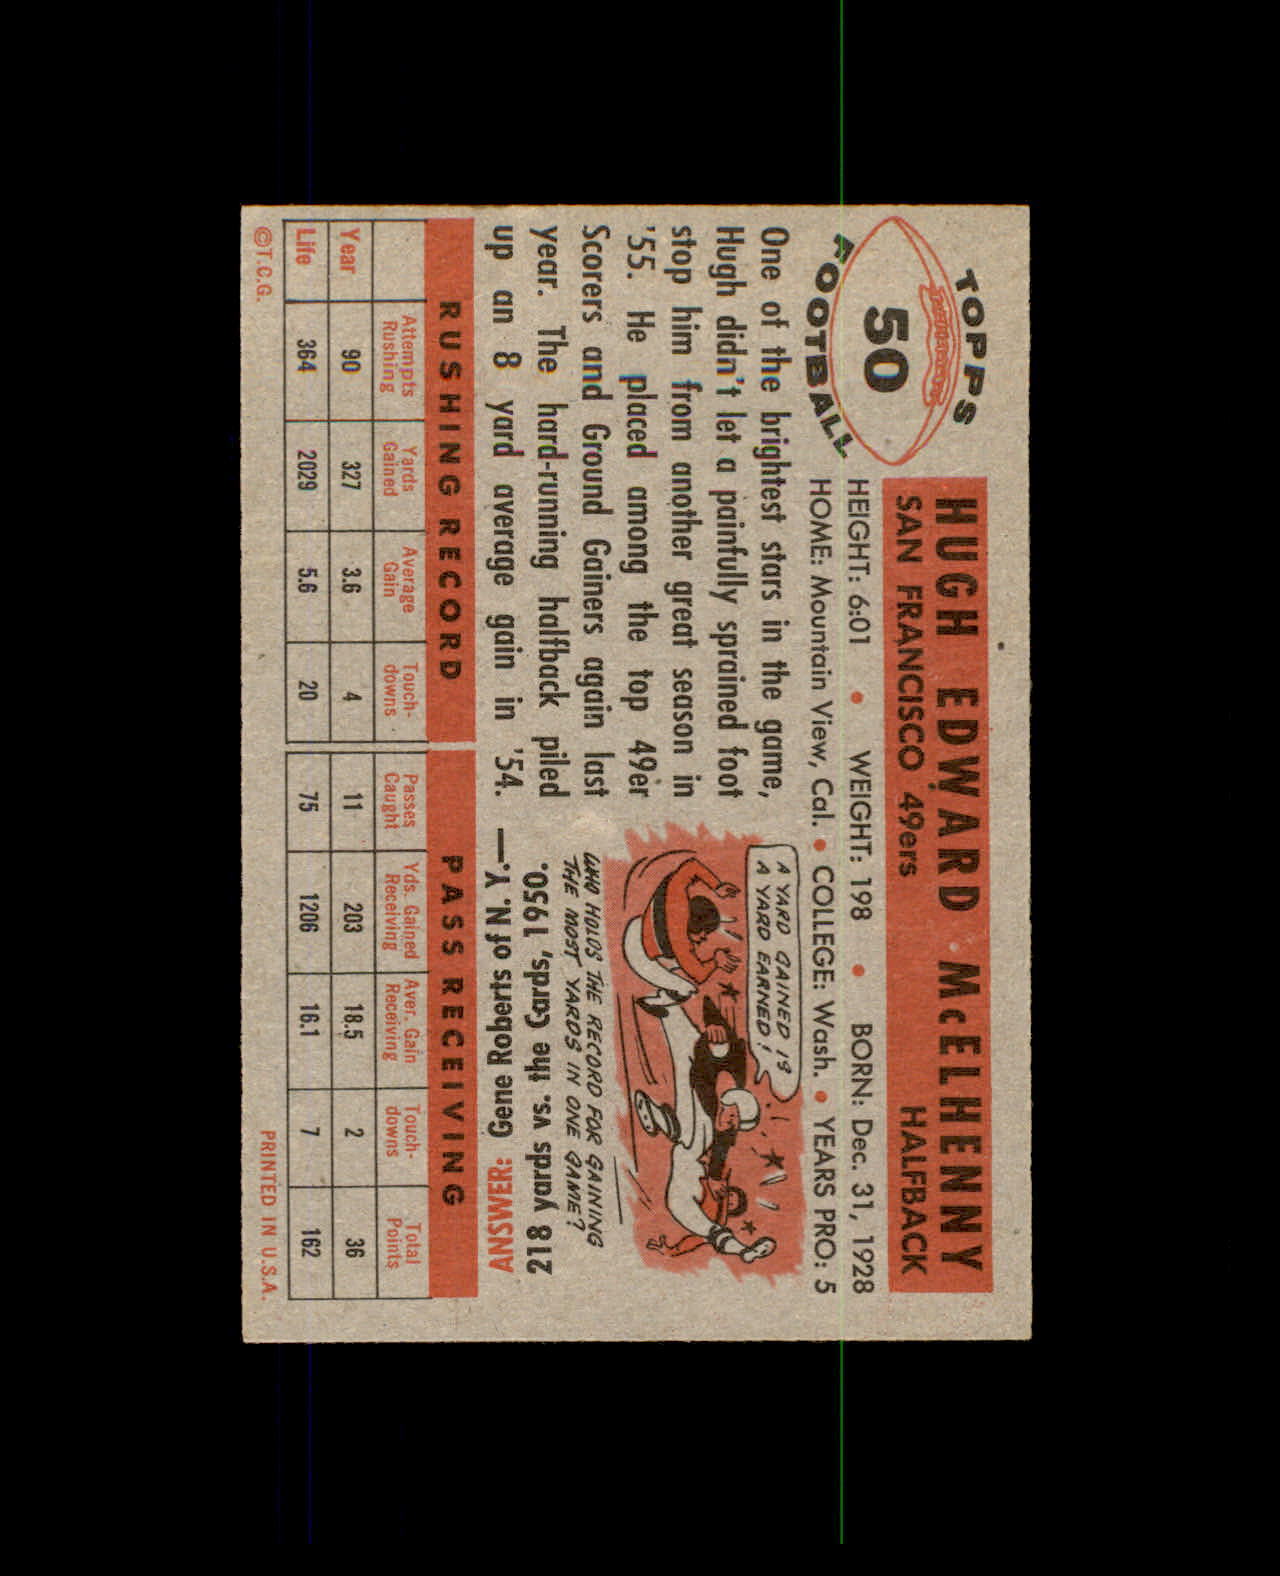 TOPPS
50
FOOTBALL
HUGH EDWARD McELHENNY
SAN FRANCISCO 49ers HALFBACK
HEIGHT: 6:01 • WEIGHT: 198 • BORN: Dec. 31, 1928
HOME: Mountain View, Cal. • COLLEGE: Wash. • YEARS PRO: 5
One of the brightest stars in the game,
Hugh didn't let a painfully sprained foot
stop him from another great season in
'55. He placed among the top 49er
Scorers and Ground Gainers again last
year. The hard-running halfback piled
up an 8 yard average gain in '54.
A YARD GAINED IS
A YARD EARNED!
WHO HOLDS THE RECORD FOR GAINING
THE MOST YARDS IN ONE GAME?
ANSWER: Gene Roberts of N. Y.—
218 yards vs. the Cards, 1950.
RUSHING RECORD PASS RECEIVING
Attempts Rushing Yards Gained Average Gain Touch-downs Passes Caught Yds. Gained Receiving Aver. Gain Receiving Touch-downs Total Points
Year 90 327 3.6 4 11 203 18.5 2 36
Life 364 2029 5.6 20 75 1206 16.1 7 162
©T.C.G. PRINTED IN U.S.A.